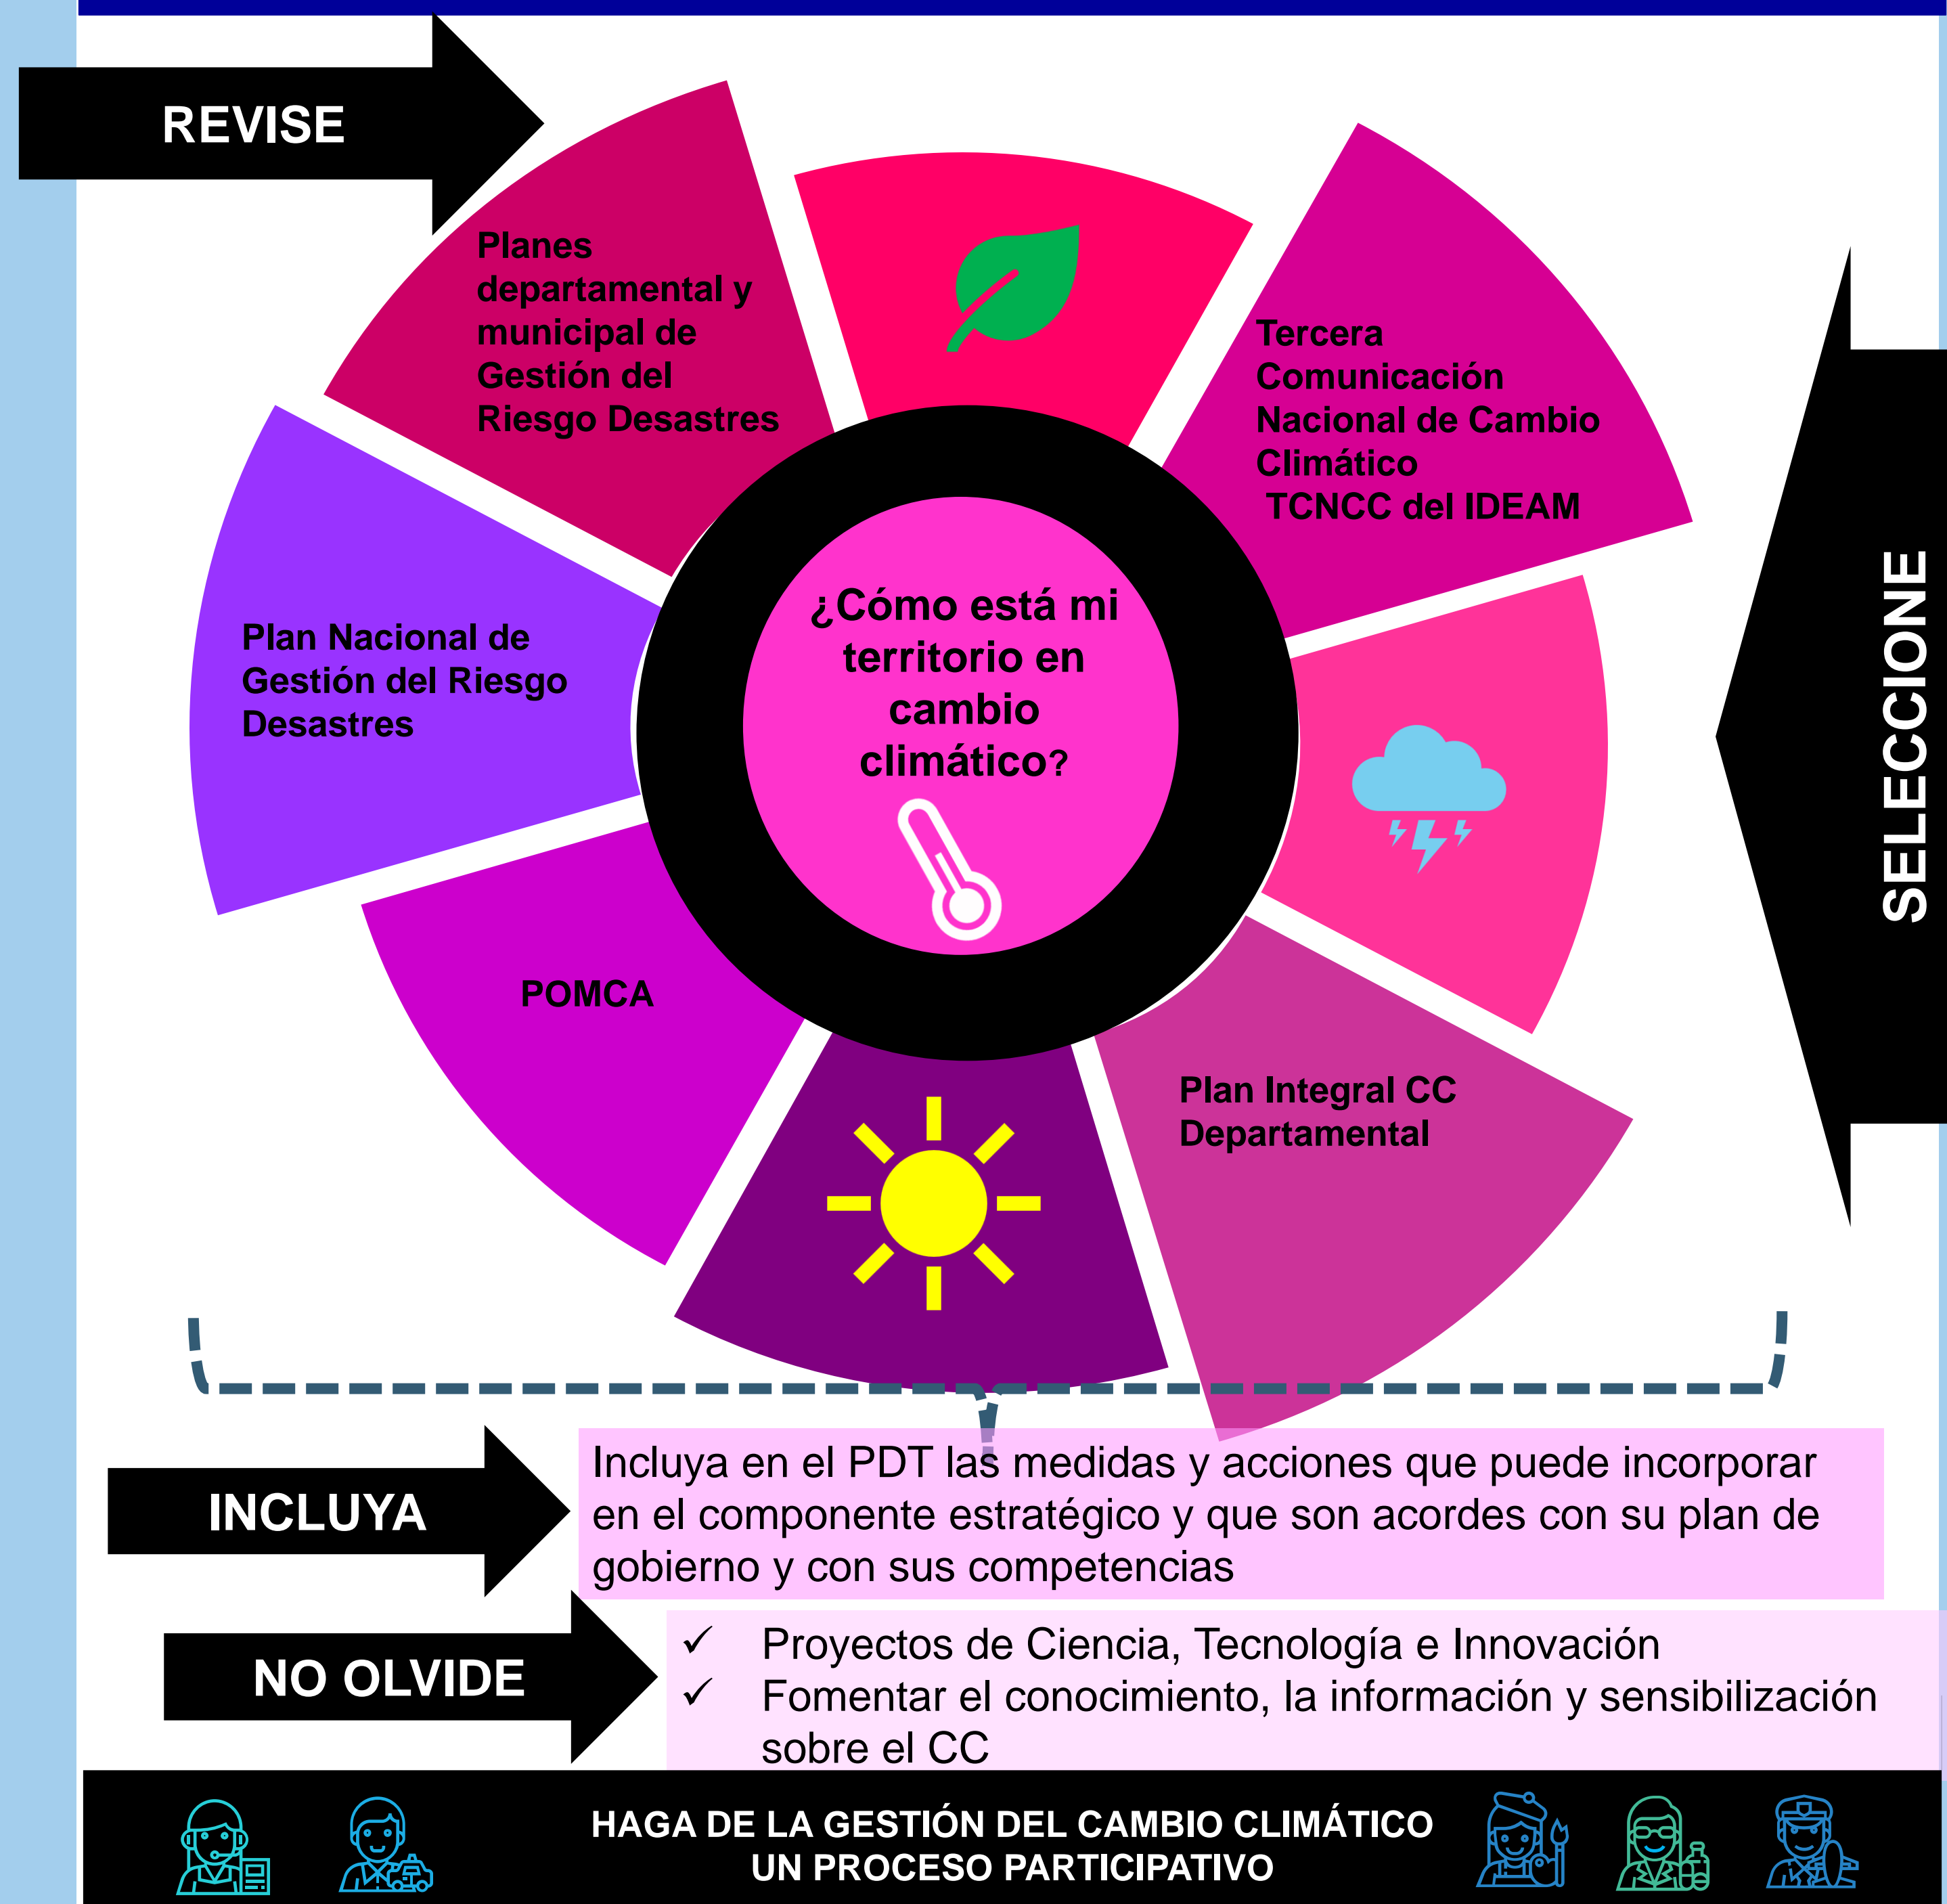 REVISE
Planes
departamental y
municipal de
Gestión del
Riesgo Desastres
Tercera
Comunicación
Nacional de Cambio
Climático
TCNCC del IDEAM
SELECCIONE
¿Cómo está mi
territorio en
cambio
climático?
Plan Nacional de
Gestión del Riesgo
Desastres
POMCA
Plan Integral CC
Departamental
INCLUYA
Incluya en el PDT las medidas y acciones que puede incorporar
en el componente estratégico y que son acordes con su plan de
gobierno y con sus competencias
NO OLVIDE
✓ Proyectos de Ciencia, Tecnología e Innovación
✓ Fomentar el conocimiento, la información y sensibilización
sobre el CC
HAGA DE LA GESTIÓN DEL CAMBIO CLIMÁTICO
UN PROCESO PARTICIPATIVO